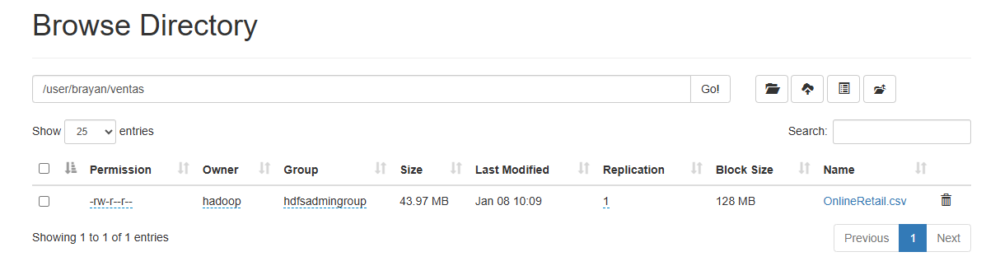 Browse Directory
/user/brayan/ventas Go!
Show 25 entries Search:
Permission Owner Group Size Last Modified Replication Block Size Name
-rw-r--r-- hadoop hdfsadmingroup 43.97 MB Jan 08 10:09 1 128 MB OnlineRetail.csv
Showing 1 to 1 of 1 entries Previous 1 Next